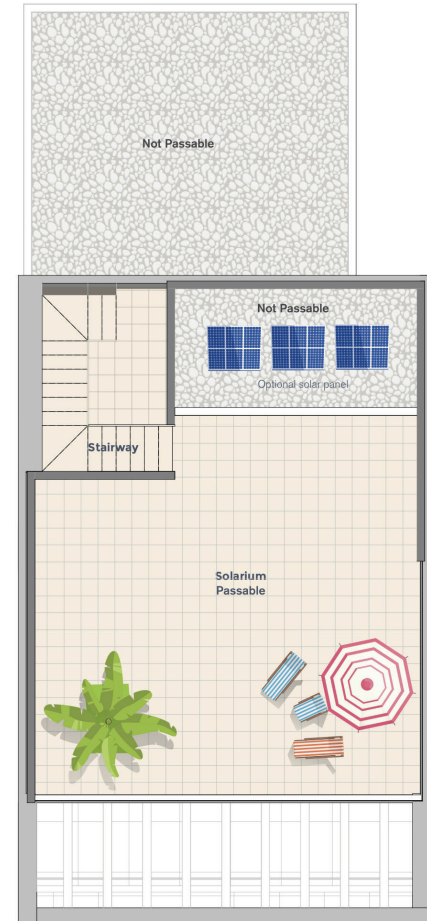 Not Passable
Not Passable
Optional solar panel
Stairway
Solarium
Passable